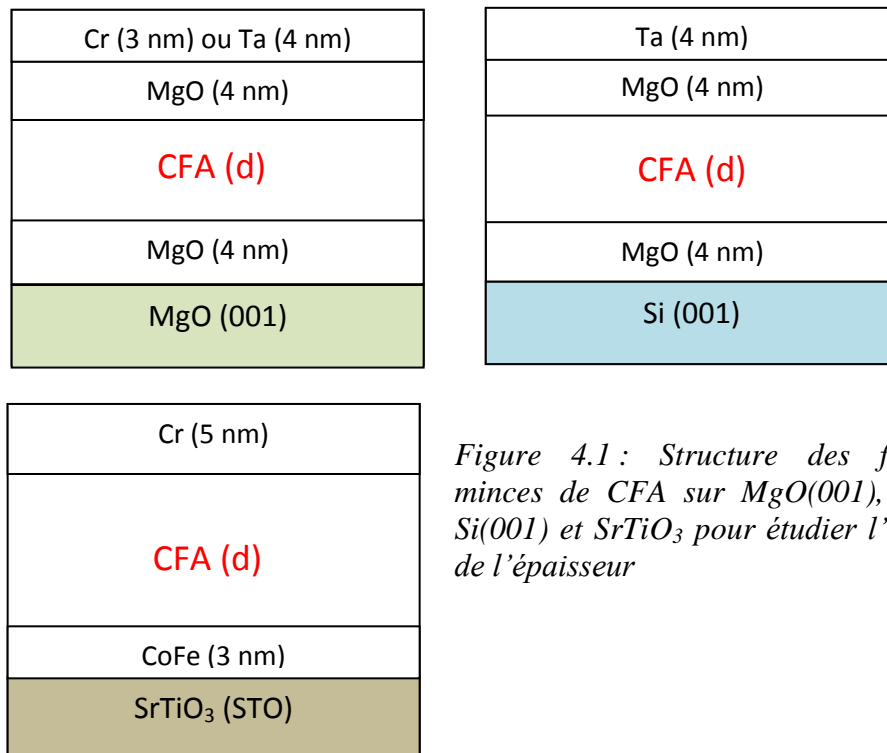 Cr (3 nm) ou Ta (4 nm)
MgO (4 nm)
CFA (d)
MgO (4 nm)
MgO (001)
Ta (4 nm)
MgO (4 nm)
CFA (d)
MgO (4 nm)
Si (001)
Cr (5 nm)
CFA (d)
CoFe (3 nm)
SrTiO₃ (STO)
Figure 4.1 : Structure des
minces de CFA sur MgO(001),
Si(001) et SrTiO₃ pour étudier
de l’épaisseur